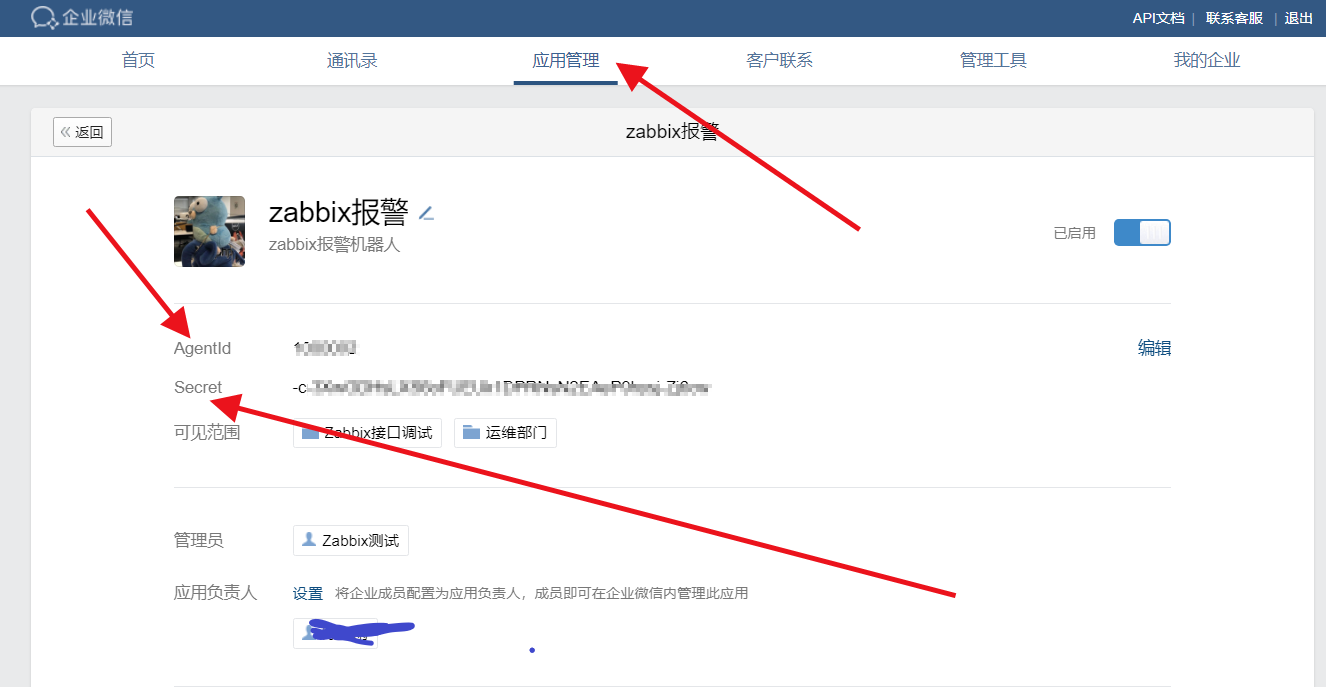 企业微信
API文档 | 联系客服 | 退出
首页 通讯录 应用管理 客户联系 管理工具 我的企业
« 返回
zabbix报警
zabbix报警
zabbix报警机器人
已启用
AgentId
编辑
Secret
可见范围 Zabbix接口调试 运维部门
管理员 Zabbix测试
应用负责人 设置 将企业成员配置为应用负责人，成员即可在企业微信内管理此应用